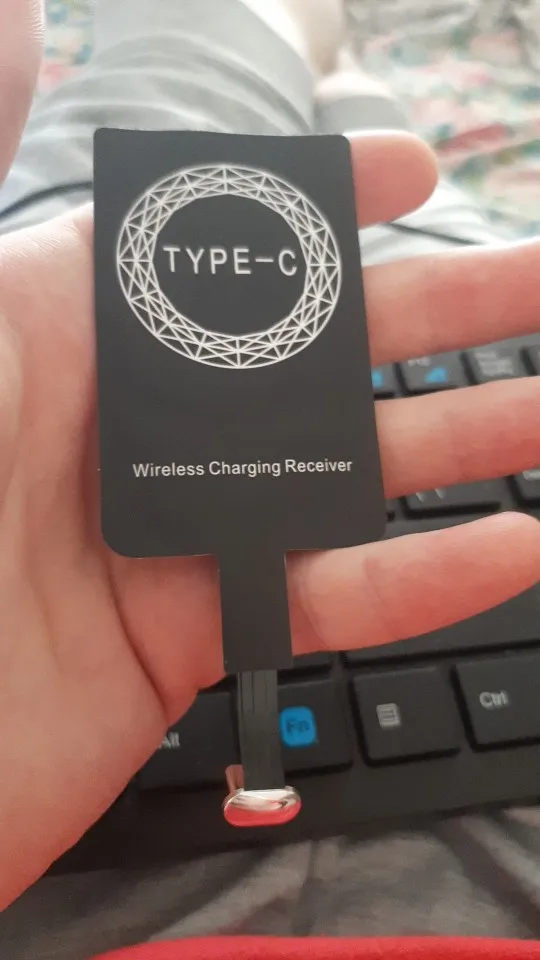 TYPE-C
Wireless Charging Receiver
Alt
Fn
Ctrl